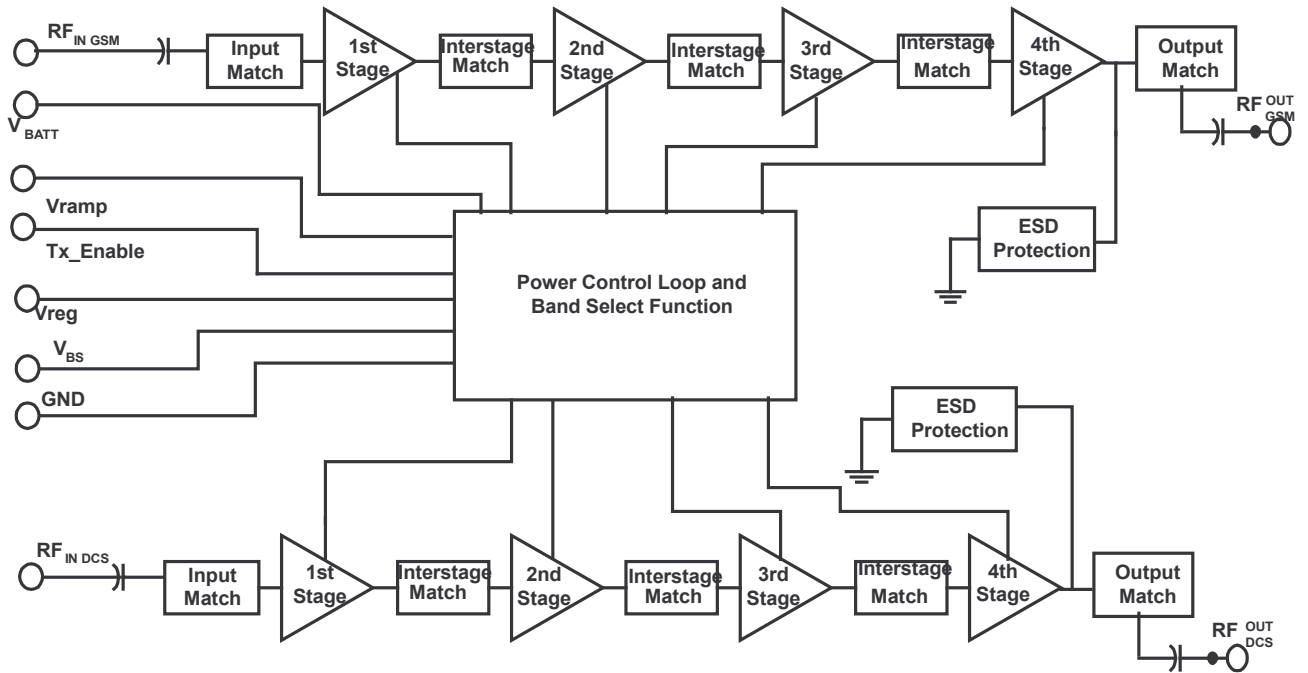 RF IN GSM
Input
Match
1st
Stage
Interstage
Match
2nd
Stage
Interstage
Match
3rd
Stage
Interstage
Match
4th
Stage
Output
Match
RF OUT
GSM
V BATT
Vramp
Tx_Enable
Vreg
V BS
GND
Power Control Loop and
Band Select Function
ESD
Protection
ESD
Protection
RF IN DCS
Input
Match
1st
Stage
Interstage
Match
2nd
Stage
Interstage
Match
3rd
Stage
Interstage
Match
4th
Stage
Output
Match
RF OUT
DCS